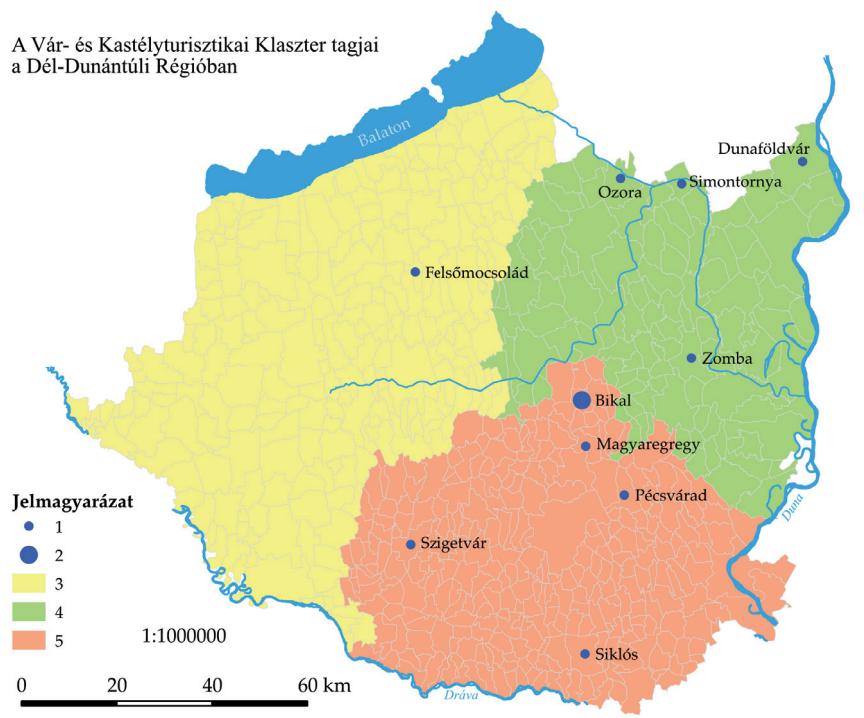 A Vár- és Kastélyturisztikai Klaszter tagjai
a Dél-Dunántúli Régióban
Balaton
Dunaföldvár
Ozora
Simontornya
Felsőmocsolád
Zomba
Bikal
Magyaregregy
Pécsvárad
Duna
Szigetvár
Siklós
Dráva
Jelmagyarázat
1
2
3
4
5
1:1000000
0 20 40 60 km